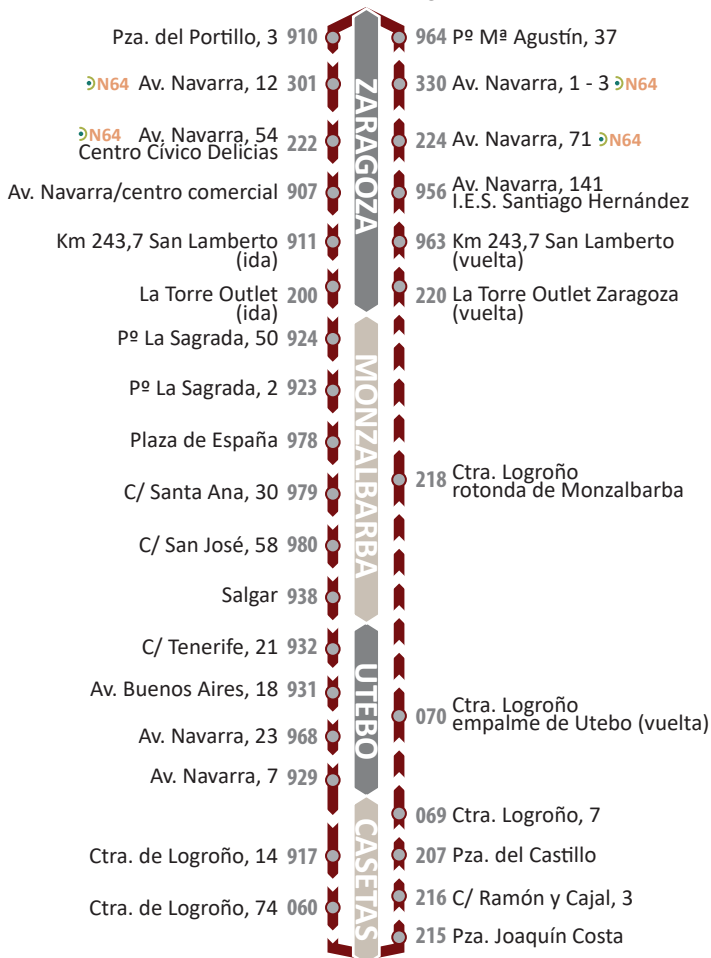 Pza. del Portillo, 3 910
N64 Av. Navarra, 12 301
N64 Av. Navarra, 54
Centro Cívico Delicias 222
Av. Navarra/centro comercial 907
Km 243,7 San Lamberto 911
(ida)
La Torre Outlet 200
(ida)
Pº La Sagrada, 50 924
Pº La Sagrada, 2 923
Plaza de España 978
C/ Santa Ana, 30 979
C/ San José, 58 980
Salgar 938
C/ Tenerife, 21 932
Av. Buenos Aires, 18 931
Av. Navarra, 23 968
Av. Navarra, 7 929
Ctra. de Logroño, 14 917
Ctra. de Logroño, 74 060
ZARAGOZA
MONZALBARBA
UTEBO
CASETAS
964 Pº Mª Agustín, 37
330 Av. Navarra, 1 - 3 N64
224 Av. Navarra, 71 N64
956 Av. Navarra, 141
I.E.S. Santiago Hernández
963 Km 243,7 San Lamberto
(vuelta)
220 La Torre Outlet Zaragoza
(vuelta)
218 Ctra. Logroño
rotonda de Monzalbarba
070 Ctra. Logroño
empalme de Utebo (vuelta)
069 Ctra. Logroño, 7
207 Pza. del Castillo
216 C/ Ramón y Cajal, 3
215 Pza. Joaquín Costa